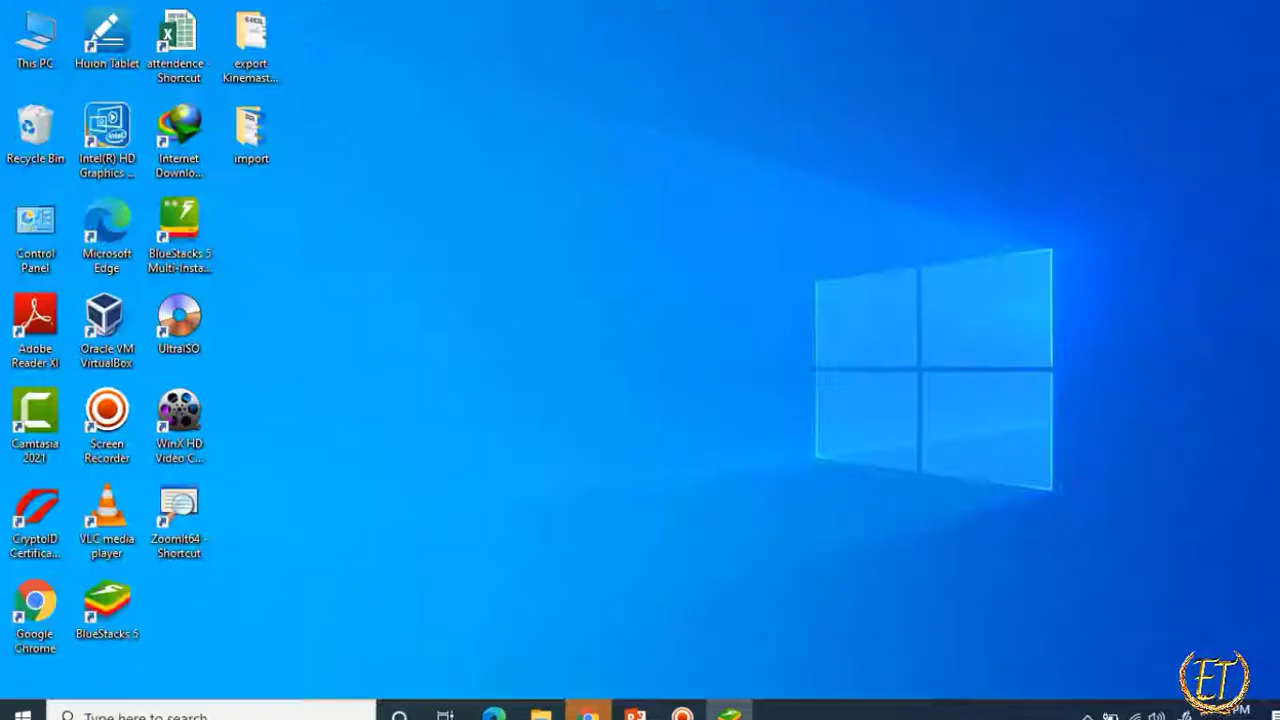 This PC
Huion Tablet
attendence -
Shortcut
export
Kinemast...
Recycle Bin
Intel(R) HD
Graphics ...
Internet
Downlo...
import
Control
Panel
Microsoft
Edge
BlueStacks 5
Multi-Insta...
Adobe
Reader XI
Oracle VM
VirtualBox
UltraISO
Camtasia
2021
Screen
Recorder
WinX HD
Video C...
CryptoID
Certifica...
VLC media
player
ZoomIt64 -
Shortcut
Google
Chrome
BlueStacks 5
ET
Type here to search
PM